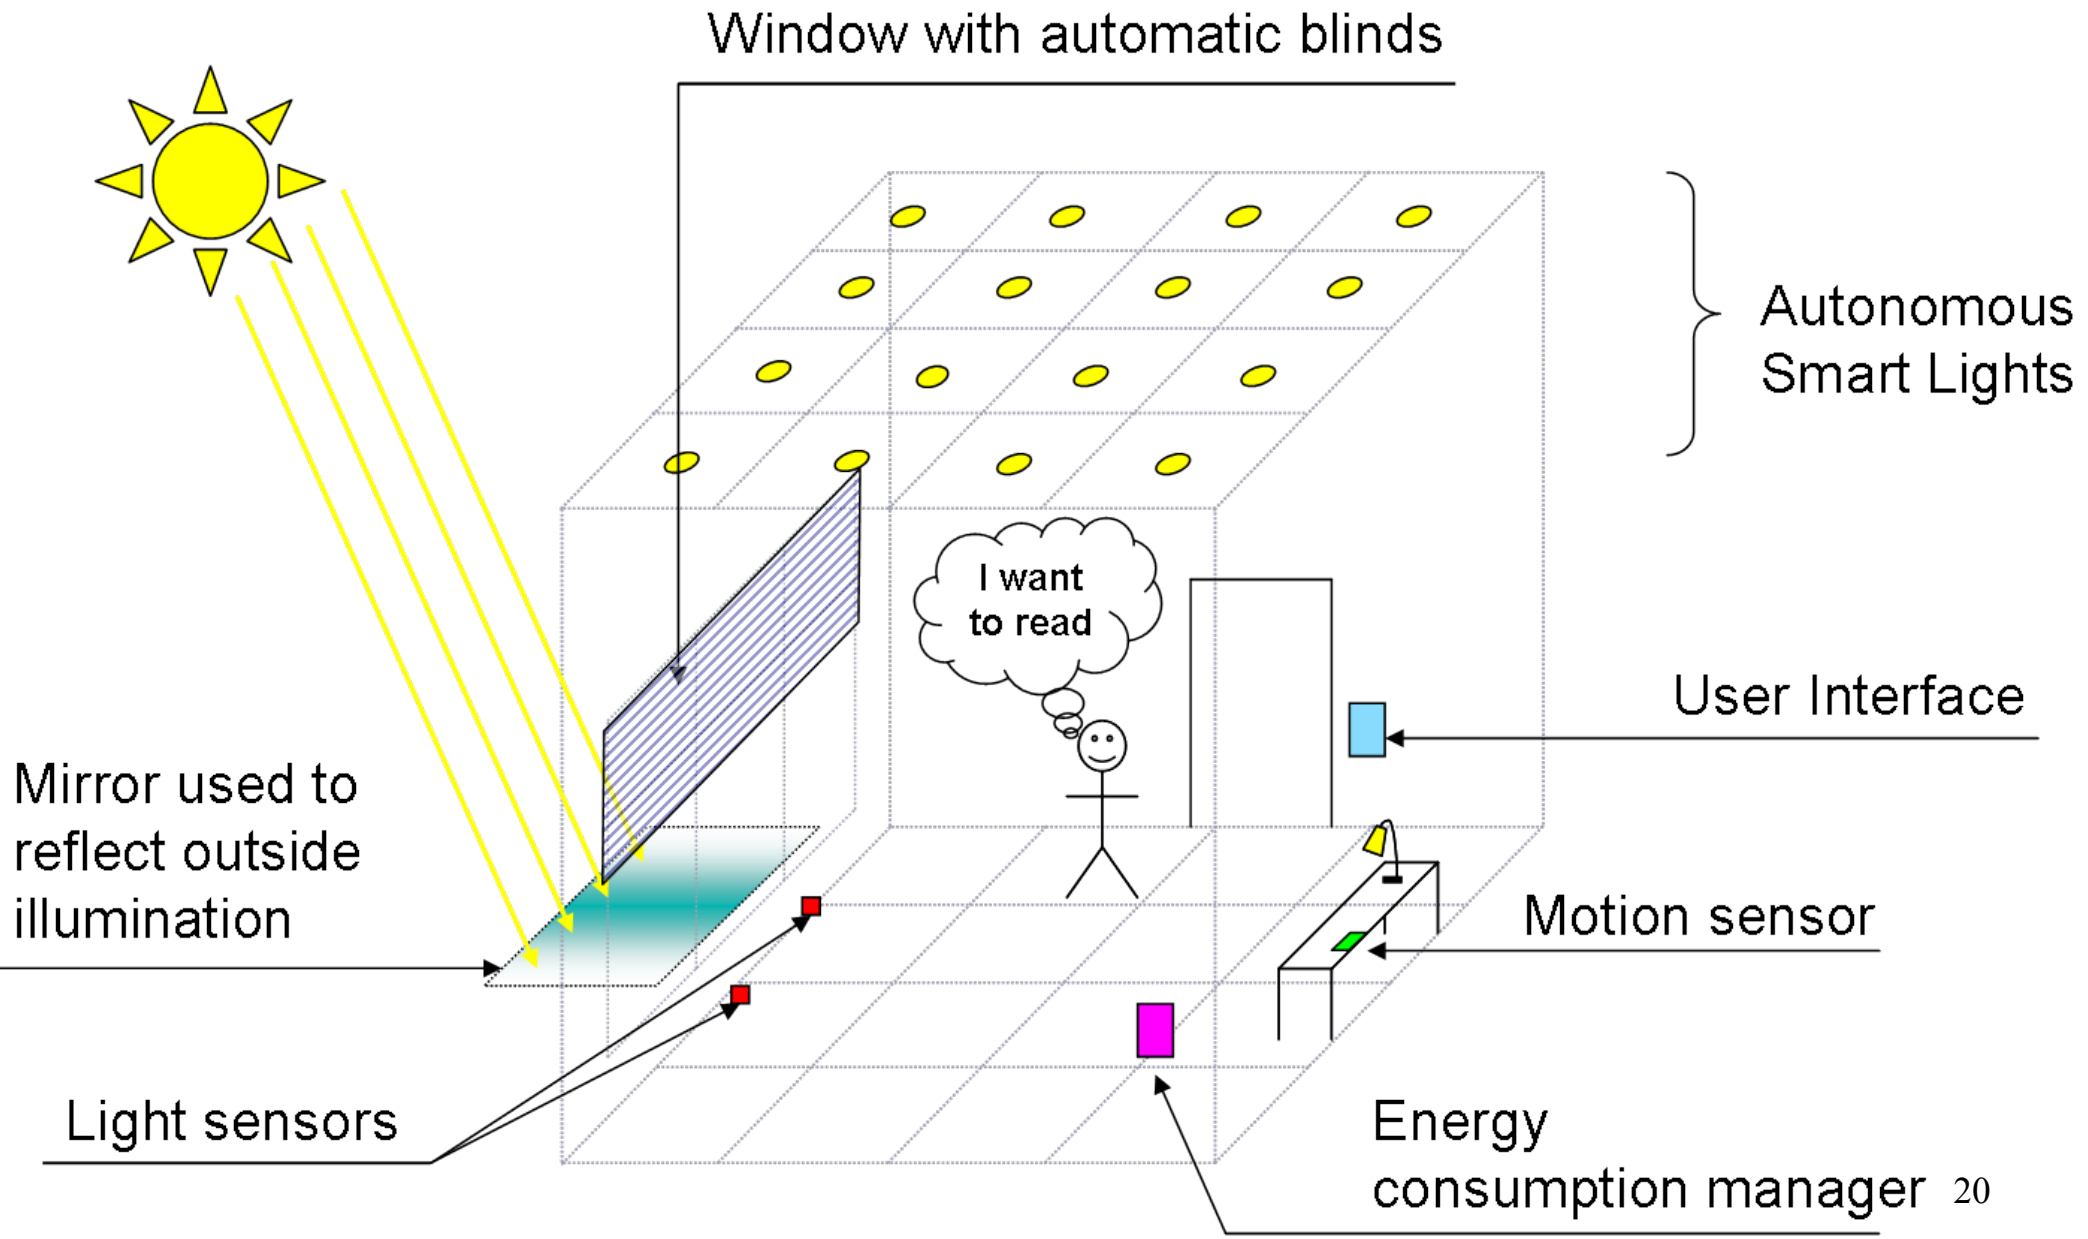 Window with automatic blinds
Autonomous
Smart Lights
I want
to read
User Interface
Mirror used to
reflect outside
illumination
Motion sensor
Light sensors
Energy
consumption manager
20